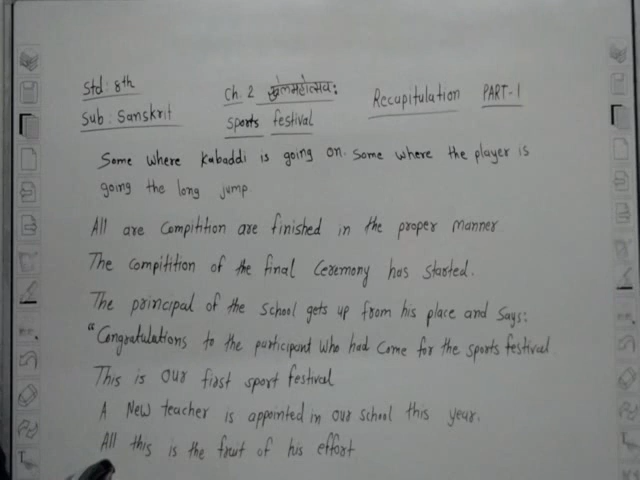 Std: 8th Ch. 2 खेलमहोत्सव: Recapitulation PART-1
Sub: Sanskrit sports festival
Some where Kabaddi is going on. Some where the player is
going the long jump
All are Compitition are finished in the proper manner
The compitition of the final Ceremony has started.
The principal of the school gets up from his place and says:
"Congratulations to the participant who had Come for the sports festival
This is our first sport festival
A New teacher is appointed in our school this year.
All this is the fruit of his effort